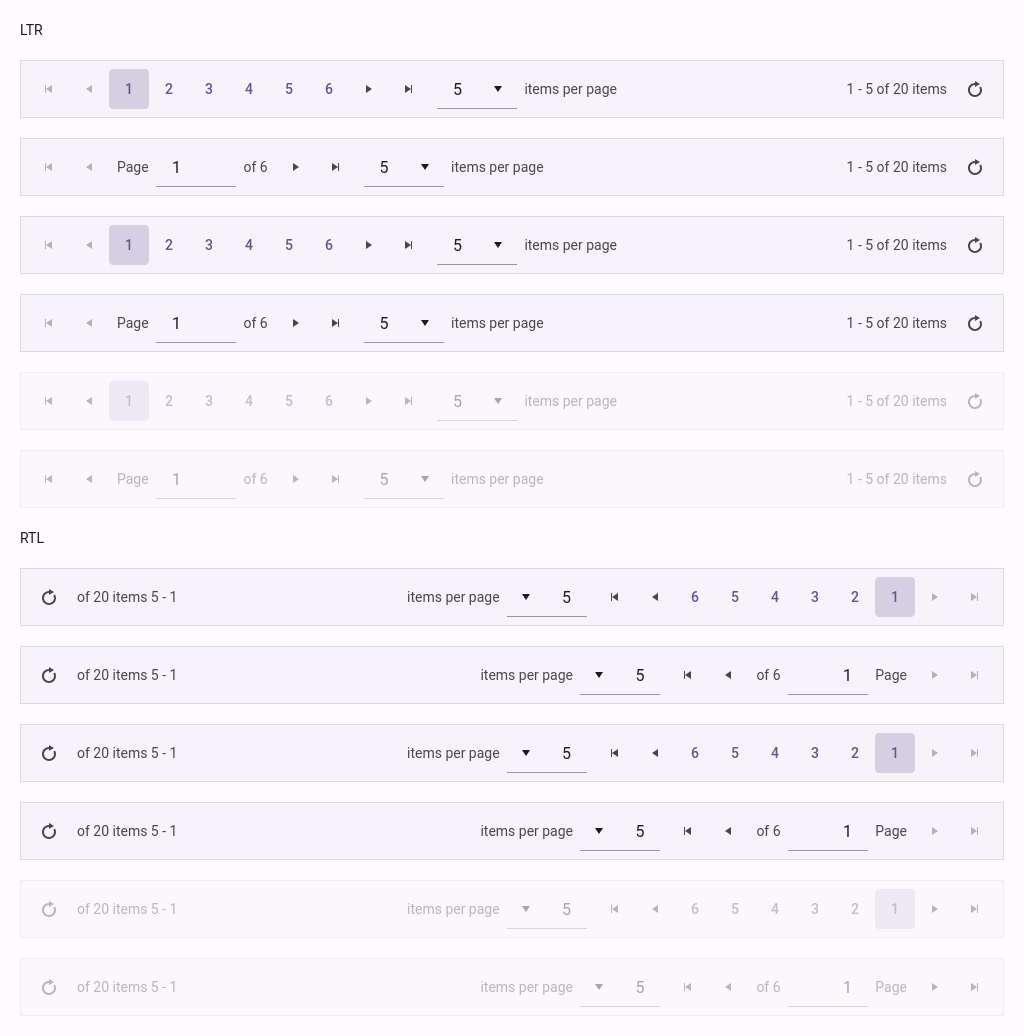 LTR
1 2 3 4 5 6 5 items per page 1 - 5 of 20 items
Page 1 of 6 5 items per page 1 - 5 of 20 items
1 2 3 4 5 6 5 items per page 1 - 5 of 20 items
Page 1 of 6 5 items per page 1 - 5 of 20 items
1 2 3 4 5 6 5 items per page 1 - 5 of 20 items
Page 1 of 6 5 items per page 1 - 5 of 20 items
RTL
of 20 items 5 - 1 items per page 5 6 5 4 3 2 1
of 20 items 5 - 1 items per page 5 of 6 1 Page
of 20 items 5 - 1 items per page 5 6 5 4 3 2 1
of 20 items 5 - 1 items per page 5 of 6 1 Page
of 20 items 5 - 1 items per page 5 6 5 4 3 2 1
of 20 items 5 - 1 items per page 5 of 6 1 Page